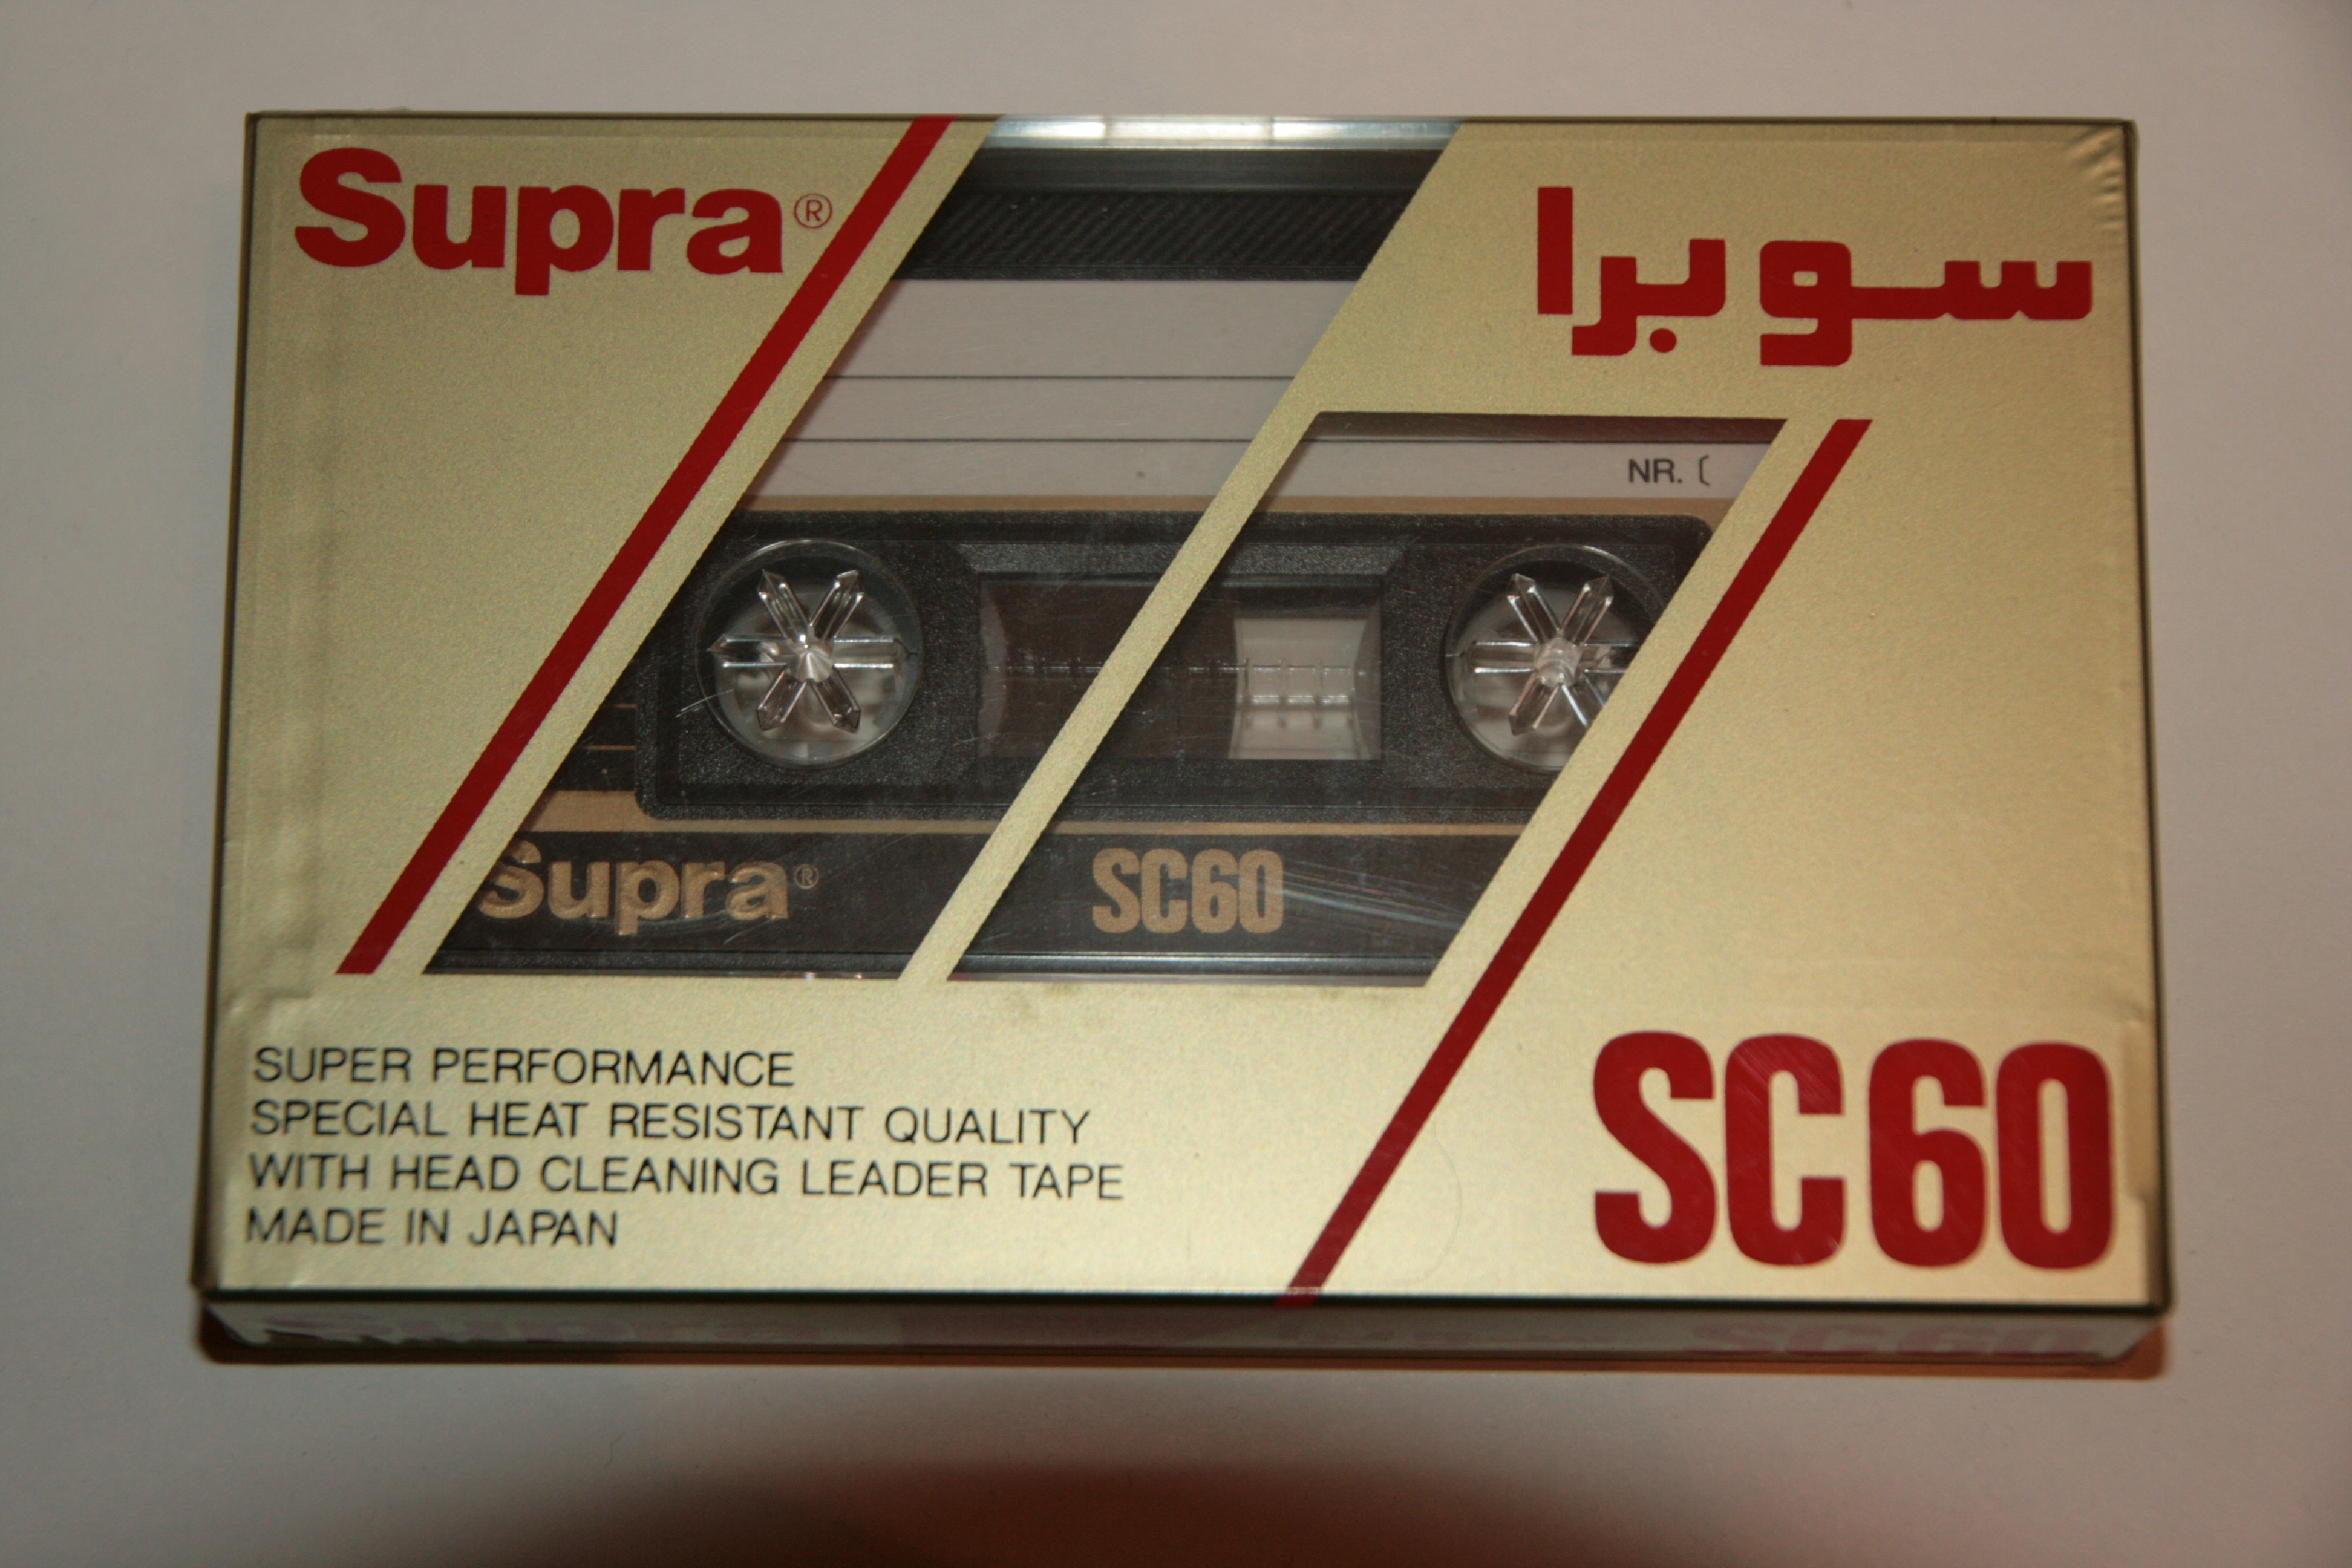 Supra®
سوبرا
NR.
Supra®
SC60
SUPER PERFORMANCE
SPECIAL HEAT RESISTANT QUALITY
WITH HEAD CLEANING LEADER TAPE
MADE IN JAPAN
SC60
SC60